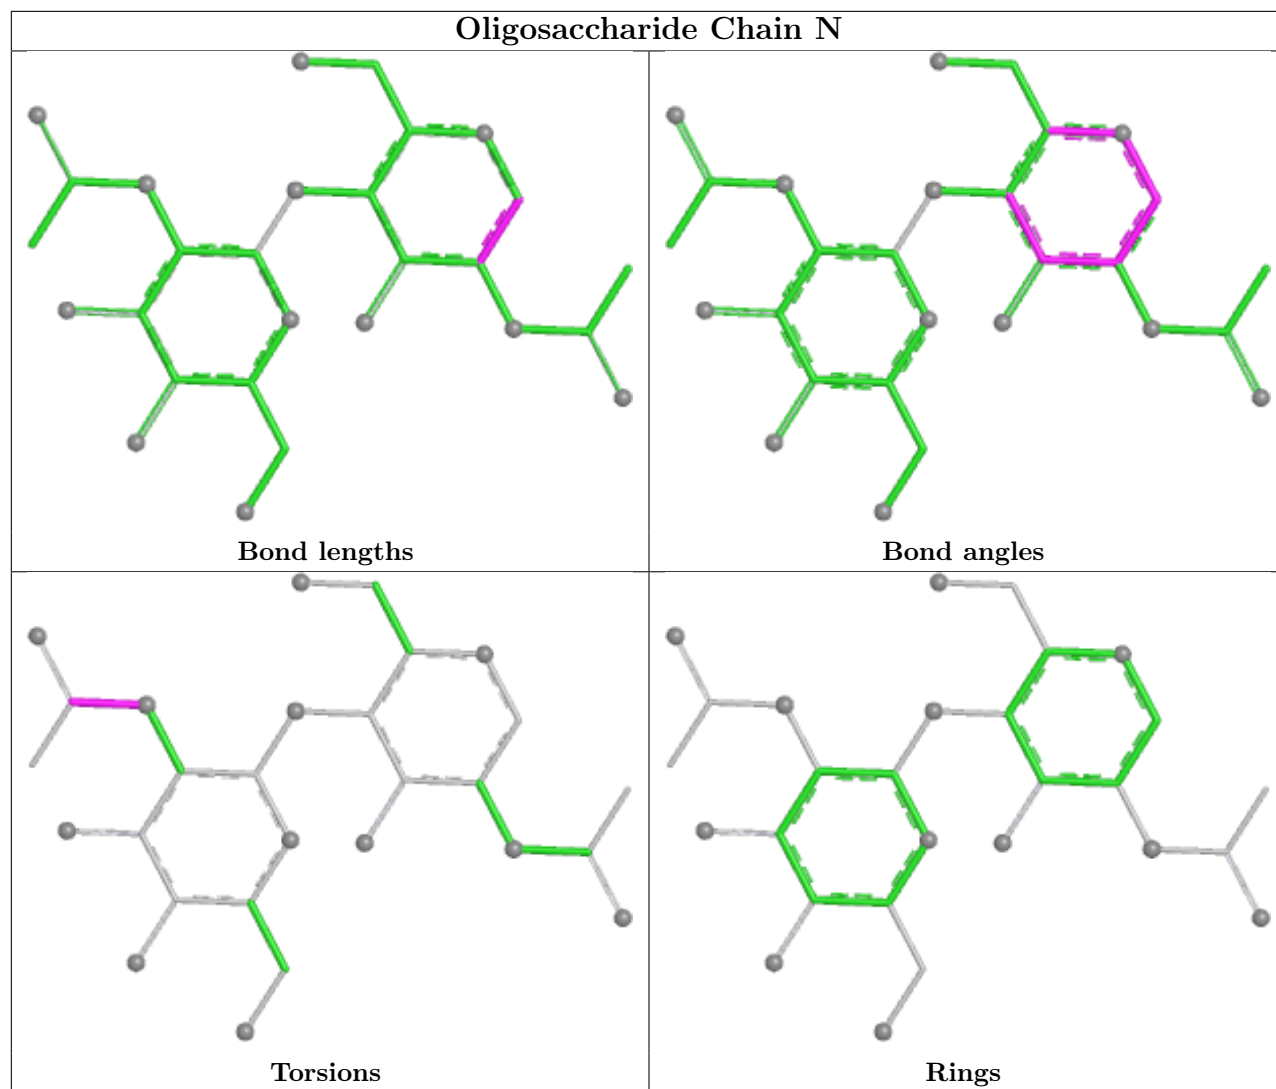 Oligosaccharide Chain N
Bond lengths
Bond angles
Torsions
Rings